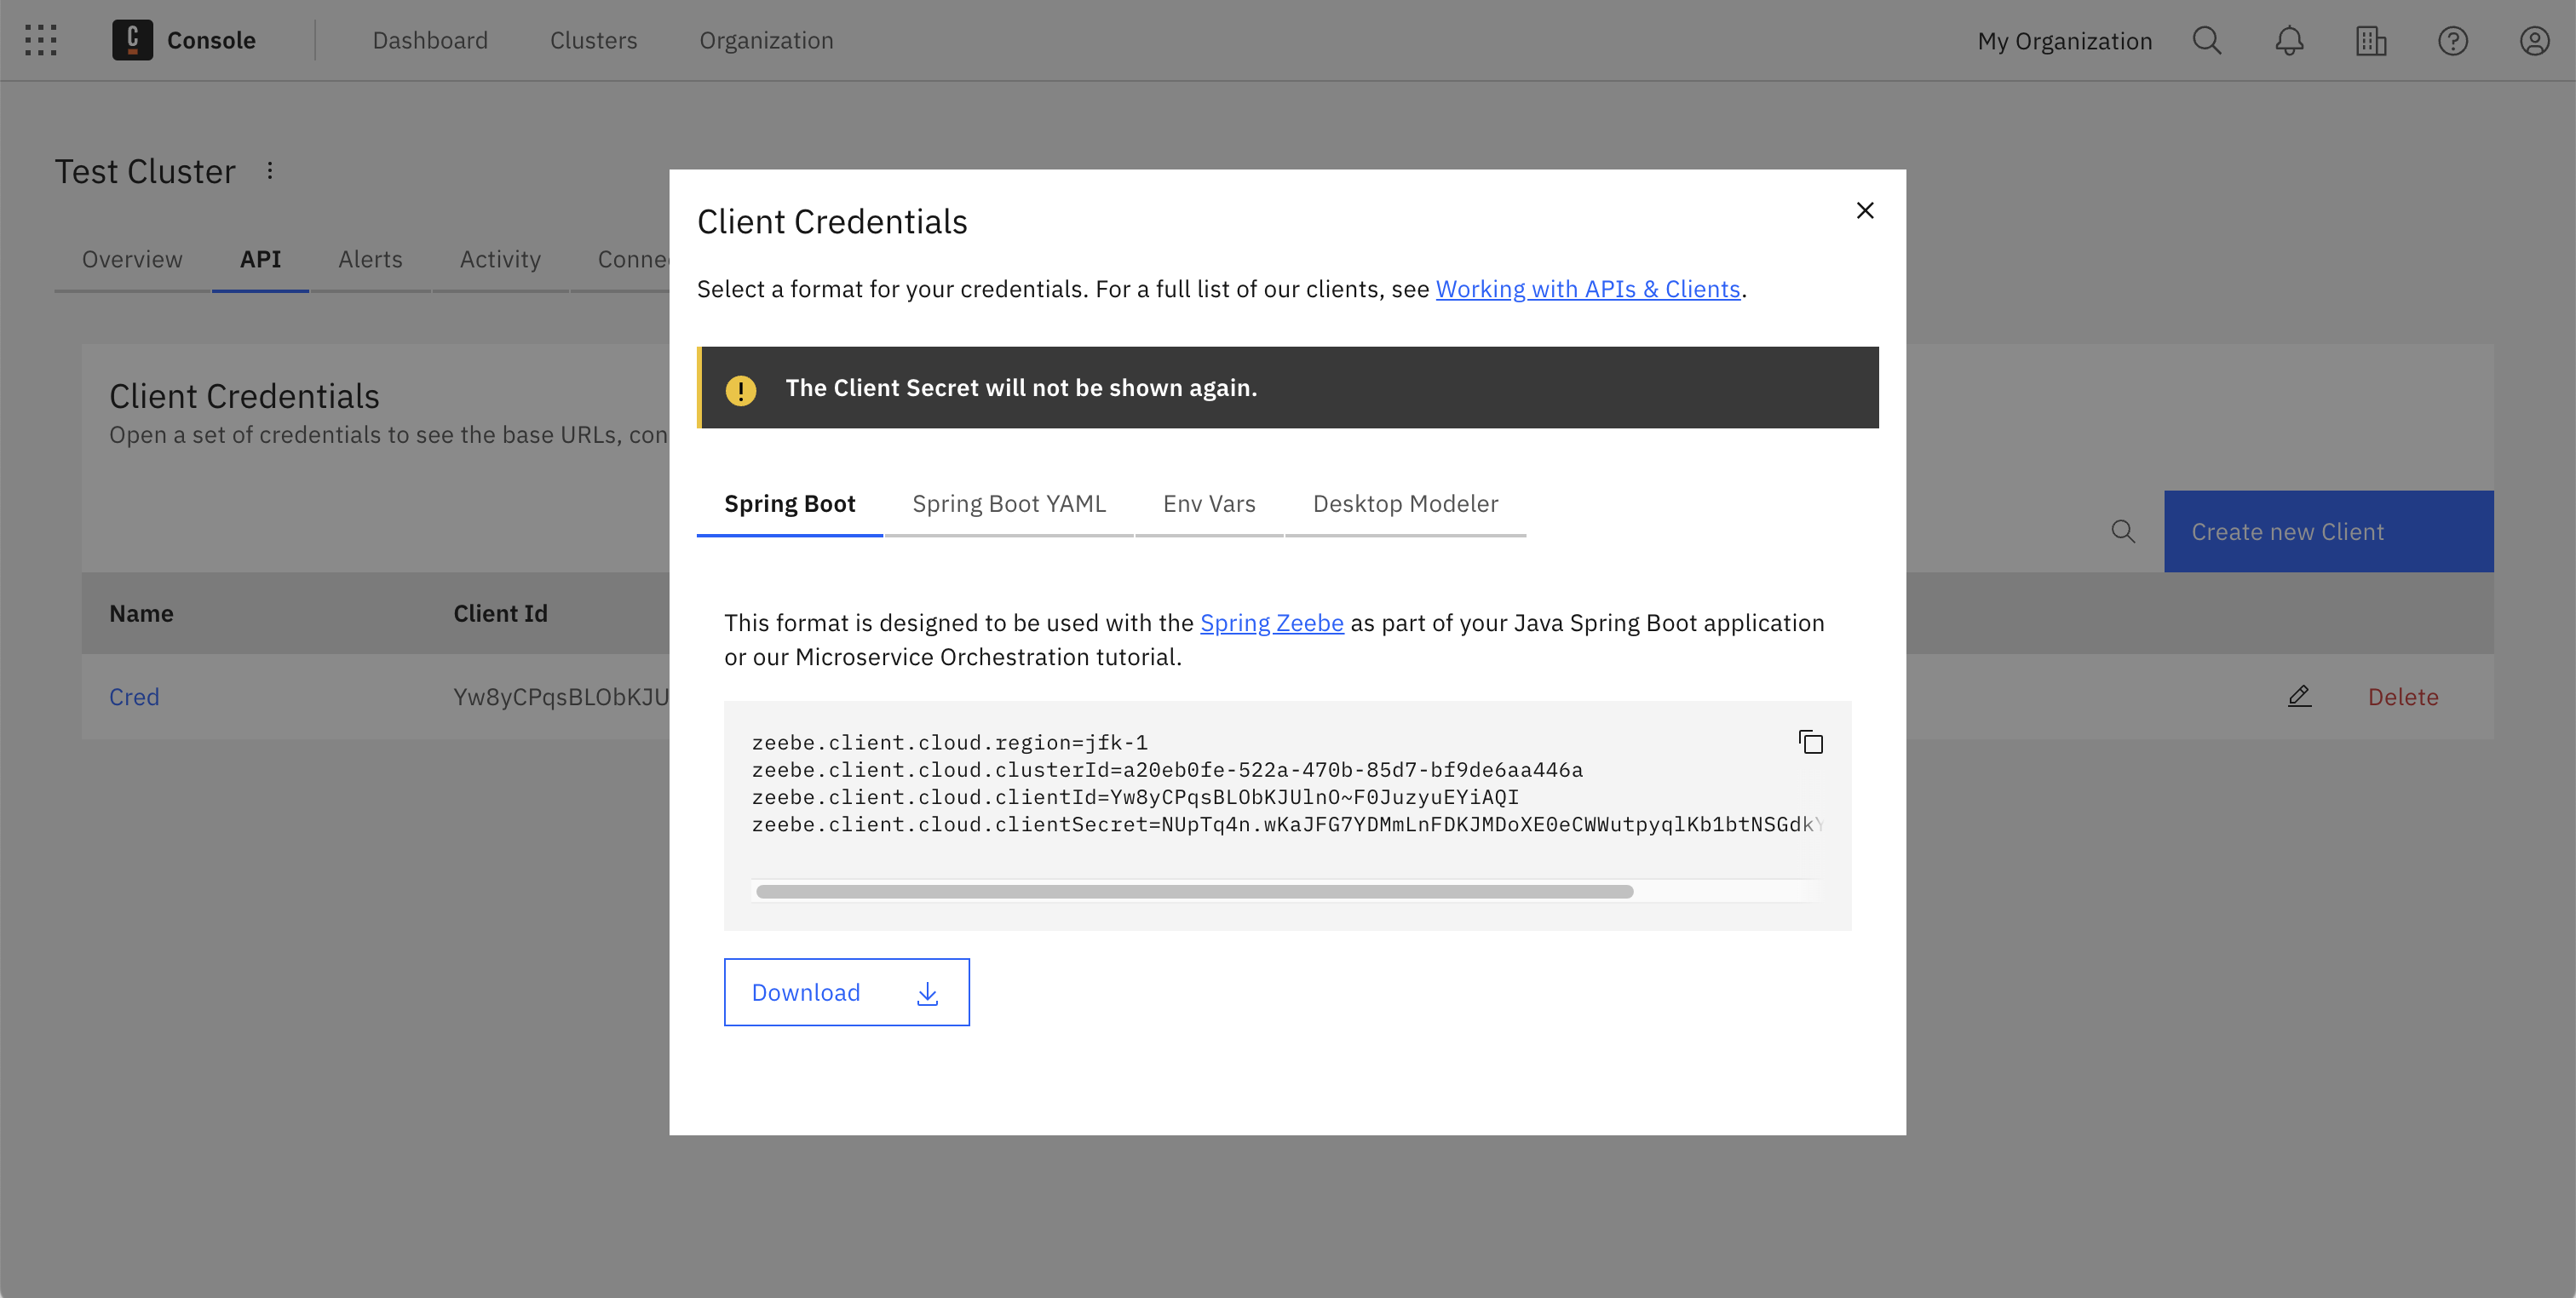 Console
Dashboard
Clusters
Organization
My Organization
Test Cluster
Overview
API
Alerts
Activity
Client Credentials
Open a set of credentials to see the base URLs,
Create new Client
Name
Client Id
Cred
Delete
Client Credentials
Select a format for your credentials. For a full list of our clients, see Working with APIs & Clients.
The Client Secret will not be shown again.
Spring Boot
Spring Boot YAML
Env Vars
Desktop Modeler
This format is designed to be used with the Spring Zeebe as part of your Java Spring Boot application
or our Microservice Orchestration tutorial.
zeebe.client.cloud.region=jfk-1
zeebe.client.cloud.clusterId=a20eb0fe-522a-470b-85d7-bf9de6aa446a
zeebe.client.cloud.clientId=Yw8yCPqsBLObKJUlnO~F0JuzyuEYiAQI
zeebe.client.cloud.clientSecret=NUpTq4n.wKaJFG7YDMmLnFDKJMDoXE0eCWWutpyqlKb1btNSGdk
Download